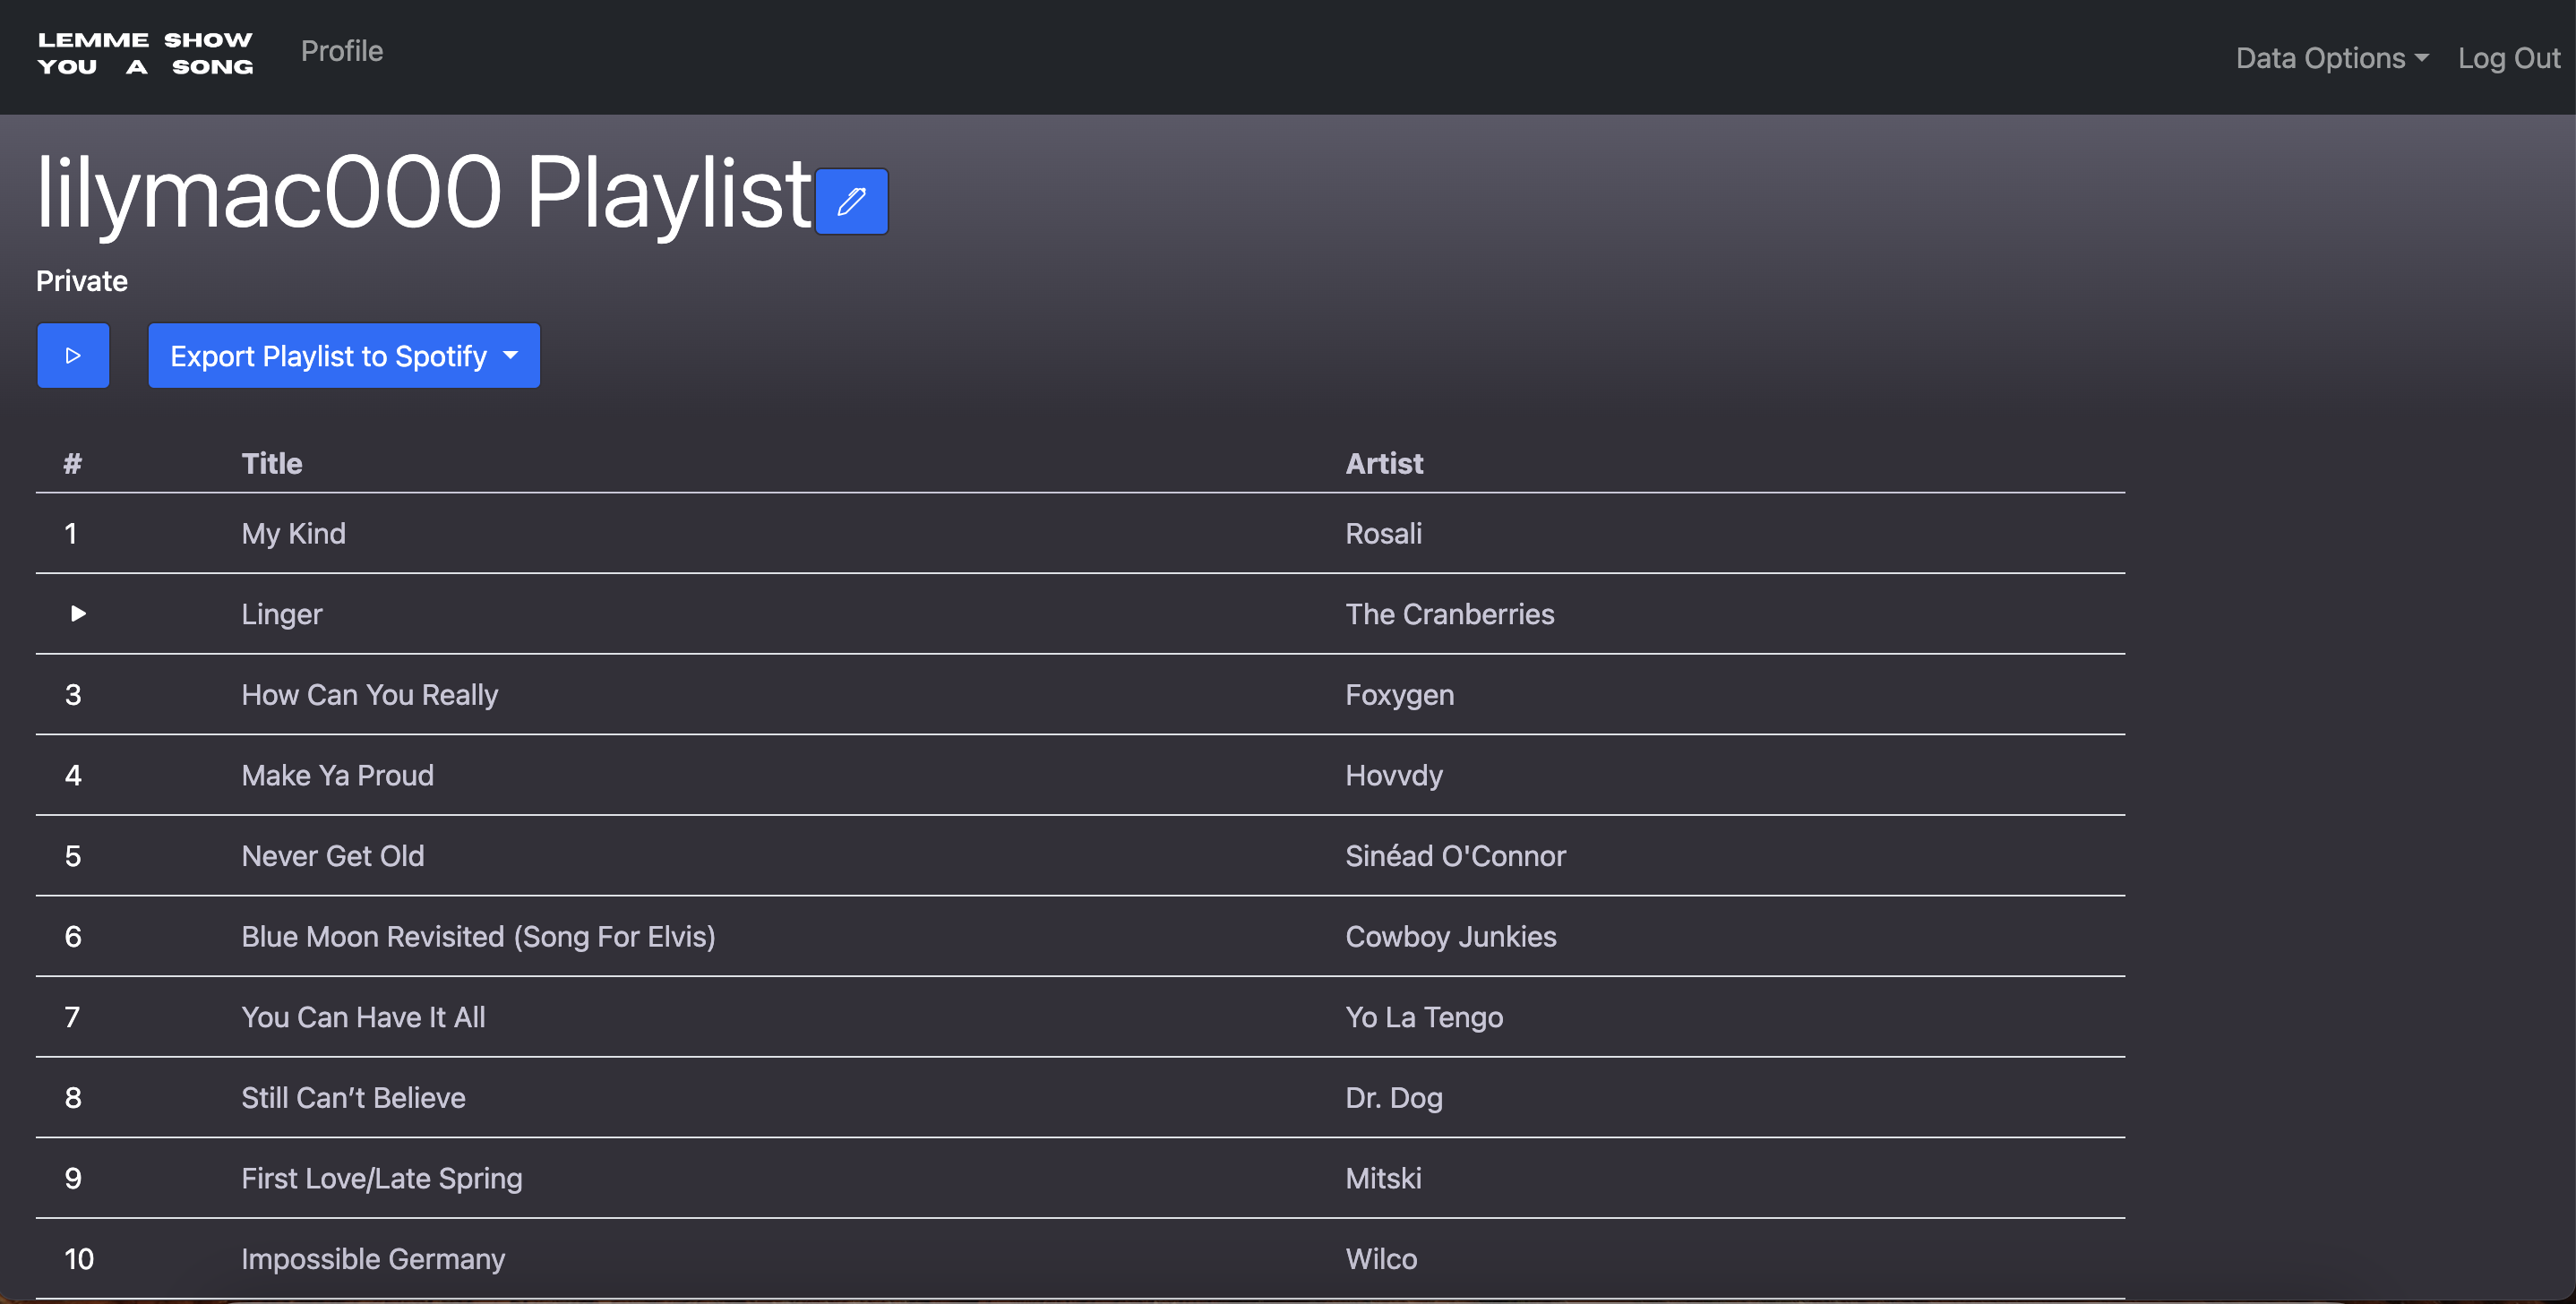 LEMME SHOW
YOU A SONG
Profile
Data Options
Log Out
lilymac000 Playlist
Private
Export Playlist to Spotify
# Title Artist
1 My Kind Rosali
Linger The Cranberries
3 How Can You Really Foxygen
4 Make Ya Proud Hovvdy
5 Never Get Old Sinéad O'Connor
6 Blue Moon Revisited (Song For Elvis) Cowboy Junkies
7 You Can Have It All Yo La Tengo
8 Still Can’t Believe Dr. Dog
9 First Love/Late Spring Mitski
10 Impossible Germany Wilco